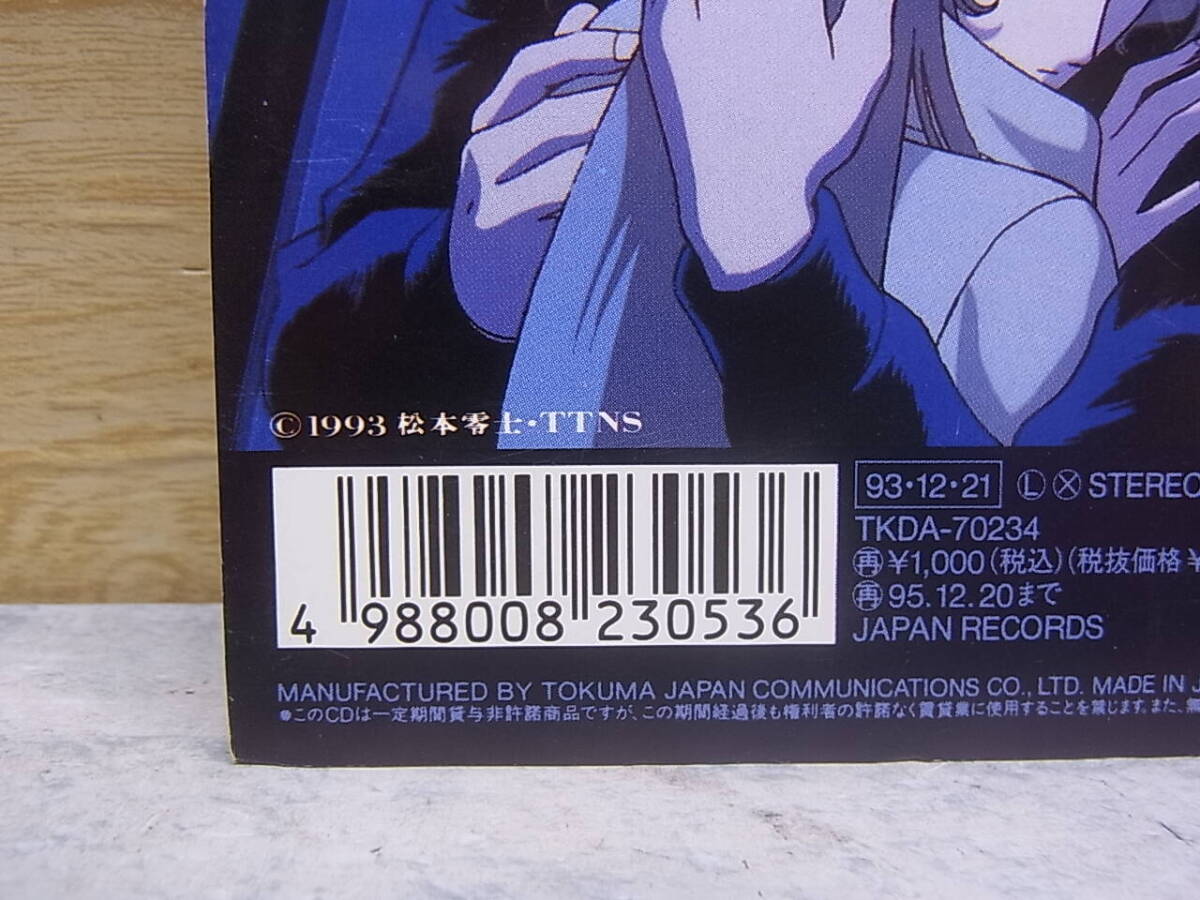 ©1993 松本零士・TTNS
4 988008 230536
93・12・21 Ⓛ Ⓧ STEREO
TKDA-70234
㊢¥1,000(税込)(税抜価格¥
95.12.20まで
JAPAN RECORDS
MANUFACTURED BY TOKUMA JAPAN COMMUNICATIONS CO., LTD. MADE IN J
●このCDは一定期間貸与非許諾商品ですが、この期間経過後も権利者の許諾なく賃貸業に使用することを禁じます。また、無